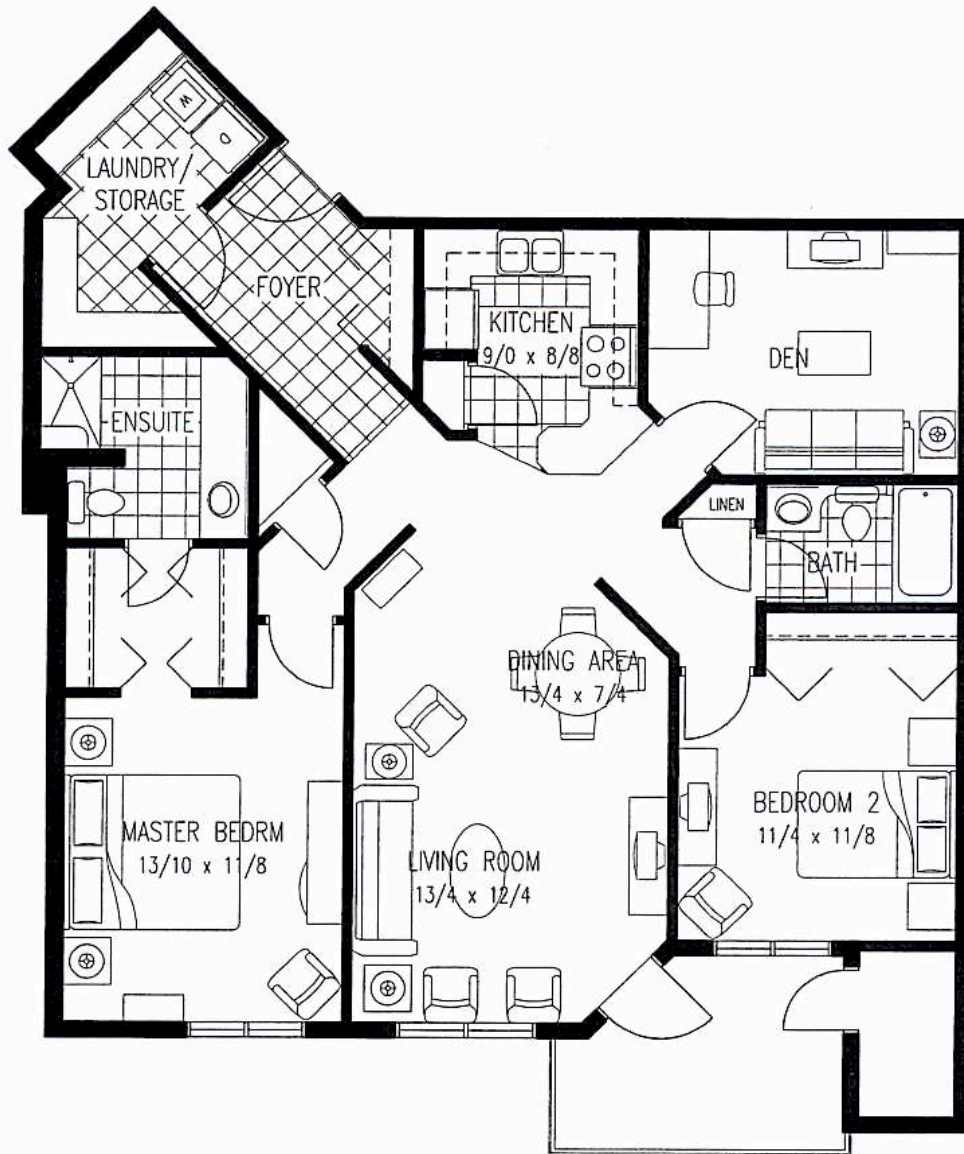 W
D
LAUNDRY/
STORAGE
FOYER
KITCHEN
9/0 x 8/8
DEN
ENSUITE
LINEN
BATH
DINING AREA
13/4 x 7/4
MASTER BEDRM
13/10 x 11/8
LIVING ROOM
13/4 x 12/4
BEDROOM 2
11/4 x 11/8